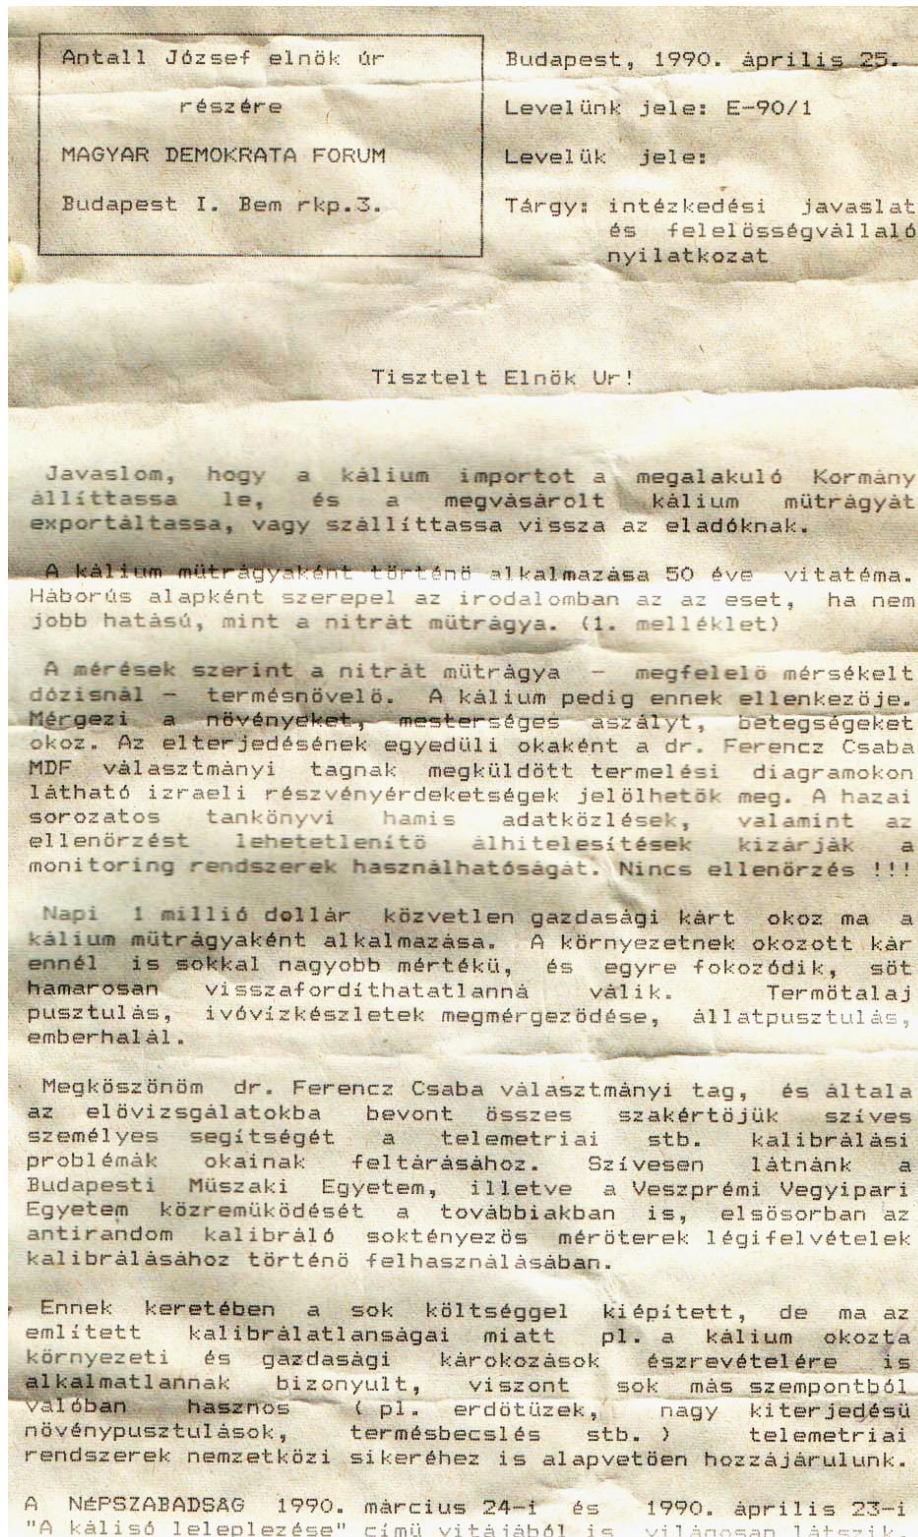 Antall József elnök úr
részére
MAGYAR DEMOKRATA FORUM
Budapest I. Bem rkp.3.
Budapest, 1990. április 25.
Levelünk jele: E-90/1
Levelük jele:
Tárgy: intézkedési javaslat
és felelösségvállaló
nyilatkozat
Tisztelt Elnök Ur!
Javaslom, hogy a kálium importot a megalakuló Kormány
állíttassa le, és a megvásárolt kálium mütrágyát
exportáltassa, vagy szállíttassa vissza az eladóknak.
A kálium mütrágyaként történö alkalmazása 50 éve vitatéma.
Háborús alapként szerepel az irodalomban az az eset, ha nem
jobb hatású, mint a nitrát mütrágya. (1. melléklet)
A mérések szerint a nitrát mütrágya - megfelelö mérsékelt
dózisnál - termésnövelö. A kálium pedig ennek ellenkezöje.
Mérgezi a növényeket, mesterséges aszályt, betegségeket
okoz. Az elterjedésének egyedüli okaként a dr. Ferencz Csaba
MDF választmányi tagnak megküldött termelési diagramokon
látható izraeli részvényérdeketségek jelölhetök meg. A hazai
sorozatos tankönyvi hamis adatközlések, valamint az
ellenörzést lehetetlenítö álhitelesítések kizárják a
monitoring rendszerek használhatóságát. Nincs ellenörzés !!!
Napi 1 millió dollár közvetlen gazdasági kárt okoz ma a
kálium mütrágyaként alkalmazása. A környezetnek okozott kár
ennél is sokkal nagyobb mértékü, és egyre fokozódik, söt
hamarosan visszafordíthatatlanná válik. Termötalaj
pusztulás, ivóvízkészletek megmérgezödése, állatpusztulás,
emberhalál.
Megköszönöm dr. Ferencz Csaba választmányi tag, és általa
az elövizsgálatokba bevont összes szakértöjük szíves
személyes segítségét a telemetriai stb. kalibrálási
problémák okainak feltárásához. Szívesen látnánk a
Budapesti Müszaki Egyetem, illetve a Veszprémi Vegyipari
Egyetem közremüködését a továbbiakban is, elsösorban az
antirandom kalibráló soktényezös méröterek légifelvételek
kalibrálásához történö felhasználásában.
Ennek keretében a sok költséggel kiépített, de ma az
említett kalibrálatlanságai miatt pl. a kálium okozta
környezeti és gazdasági károkozások észrevételére is
alkalmatlannak bizonyult, viszont sok más szempontból
valóban hasznos ( pl. erdötüzek, nagy kiterjedésü
növénypusztulások, termésbecslés stb. ) telemetriai
rendszerek nemzetközi sikeréhez is alapvetöen hozzájárulunk.
A NÉPSZABADSÁG 1990. március 24-i és 1990. április 23-i
"A kálisó leleplezése" címü vitájából is világosan látszik,